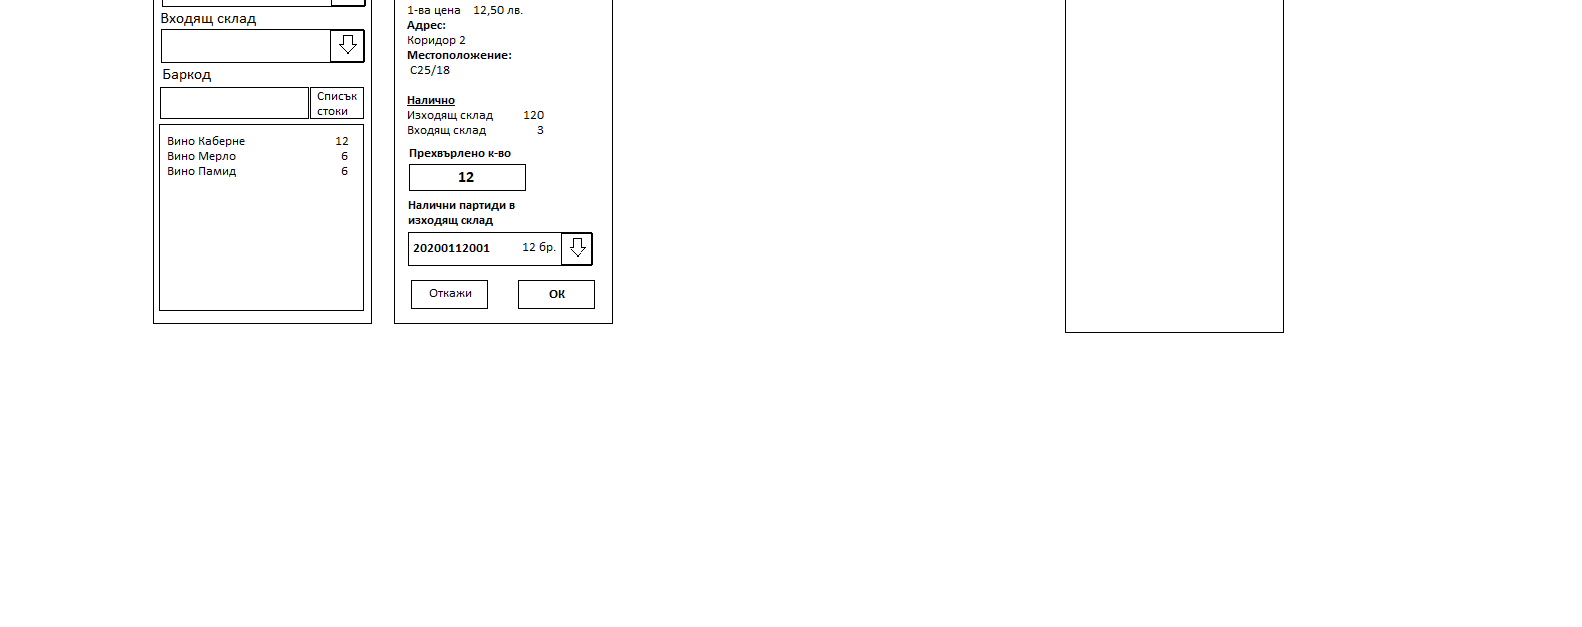 Входящ склад
Баркод
Списък
стоки
Вино Каберне 12
Вино Мерло 6
Вино Памид 6
1-ва цена 12,50 лв.
Адрес:
Коридор 2
Местоположение:
С25/18
Налично
Изходящ склад 120
Входящ склад 3
Прехвърлено к-во
12
Налични партиди в
изходящ склад
20200112001 12 бр.
Откажи ОК